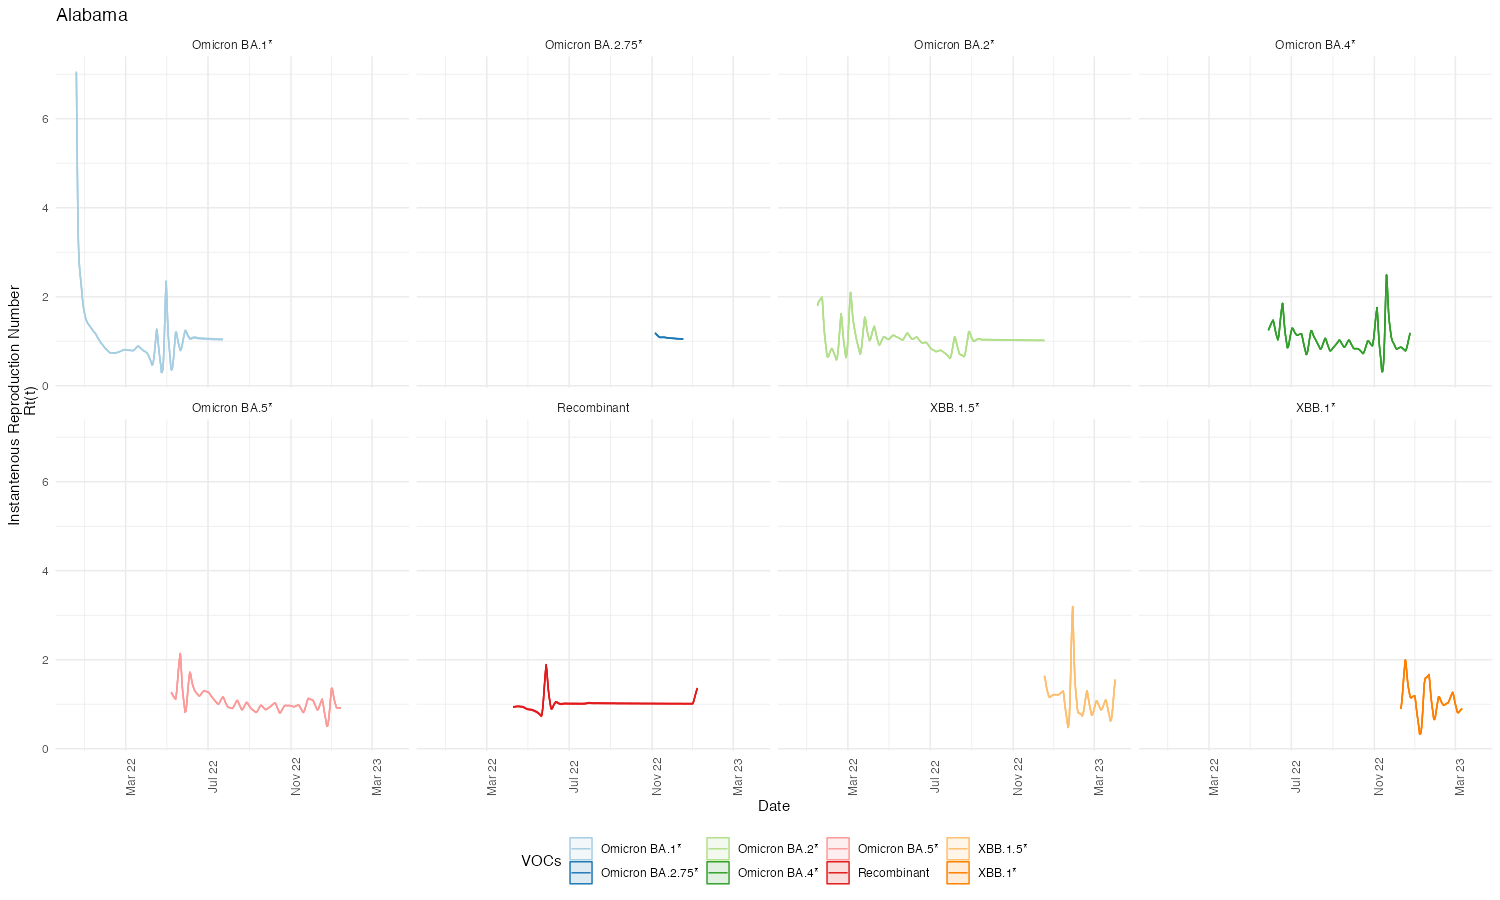 Alabama
Omicron BA.1*
Omicron BA.2.75*
Omicron BA.2*
Omicron BA.4*
6
4
2
0
Instantenous Reproduction Number
Rt(t)
Omicron BA.5*
Recombinant
XBB.1.5*
XBB.1*
6
4
2
0
Mar 22
Jul 22
Nov 22
Mar 23
Mar 22
Jul 22
Nov 22
Mar 23
Mar 22
Jul 22
Nov 22
Mar 23
Mar 22
Jul 22
Nov 22
Mar 23
Date
VOCs
Omicron BA.1*
Omicron BA.2*
Omicron BA.5*
XBB.1.5*
Omicron BA.2.75*
Omicron BA.4*
Recombinant
XBB.1*